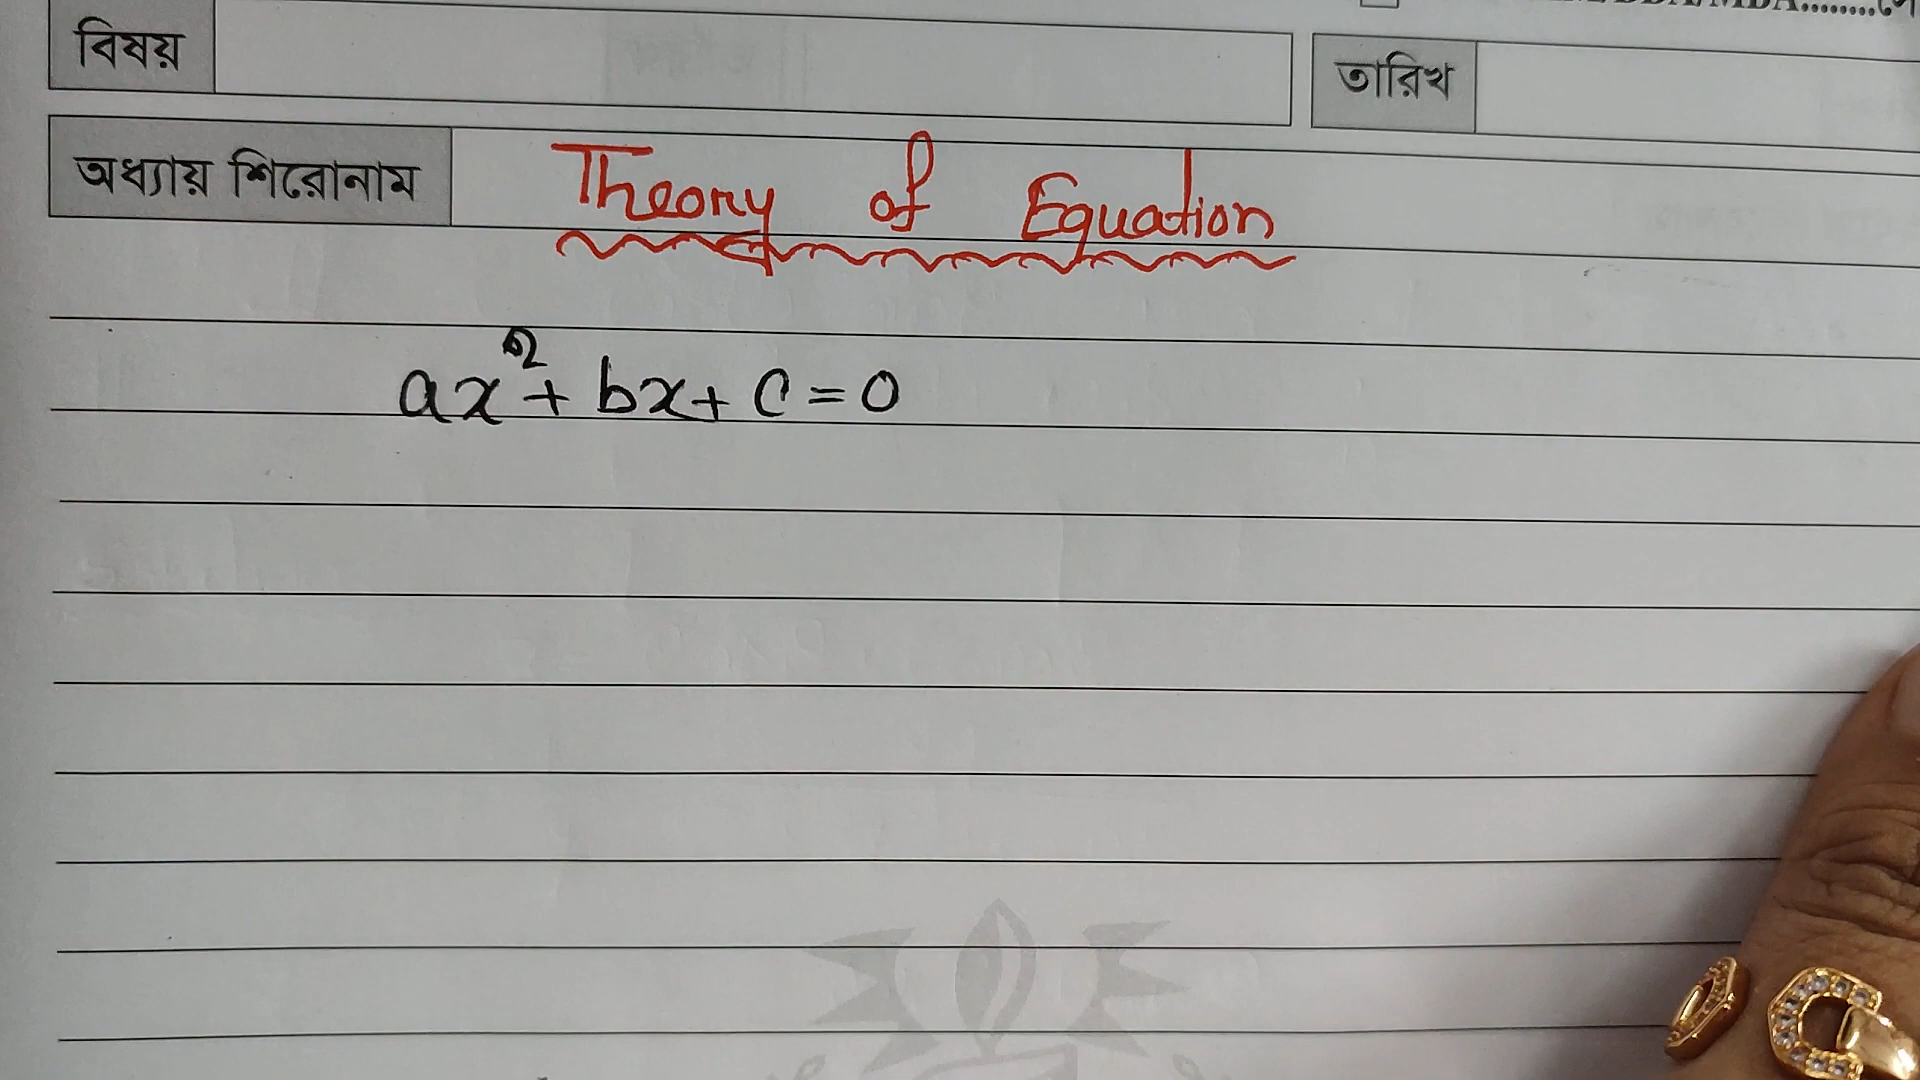 বিষয়
তারিখ
অধ্যায় শিরোনাম
Theory of Equation
ax²+ bx+ c=0